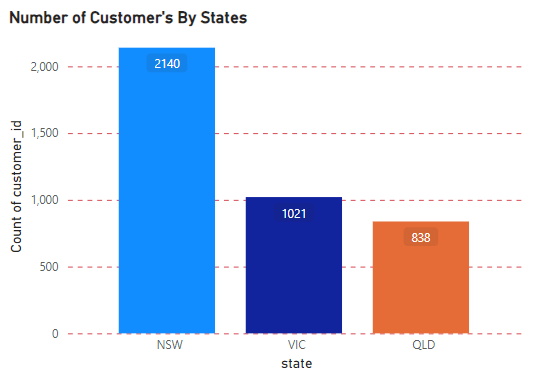 Number of Customer's By States
Count of customer_id
2,000
1,500
1,000
500
0
2140
1021
838
NSW
VIC
QLD
state